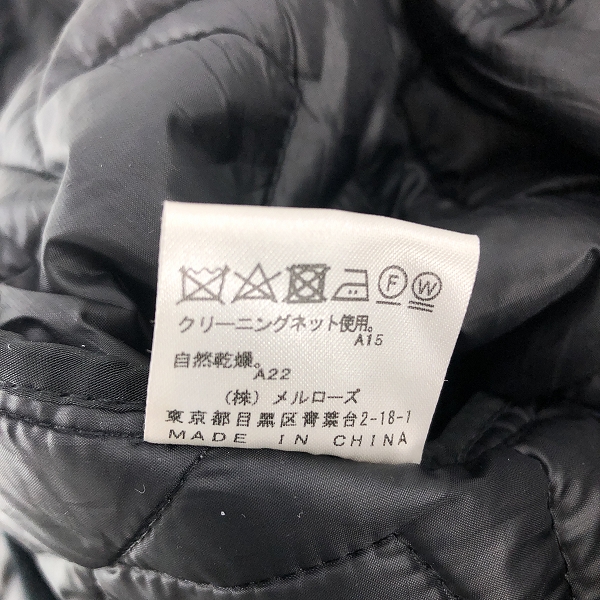 F W
クリーニングネット使用。
A15
自然乾燥。
A22
(株) メルローズ
東京都目黒区青葉台2-18-1
MADE IN CHINA